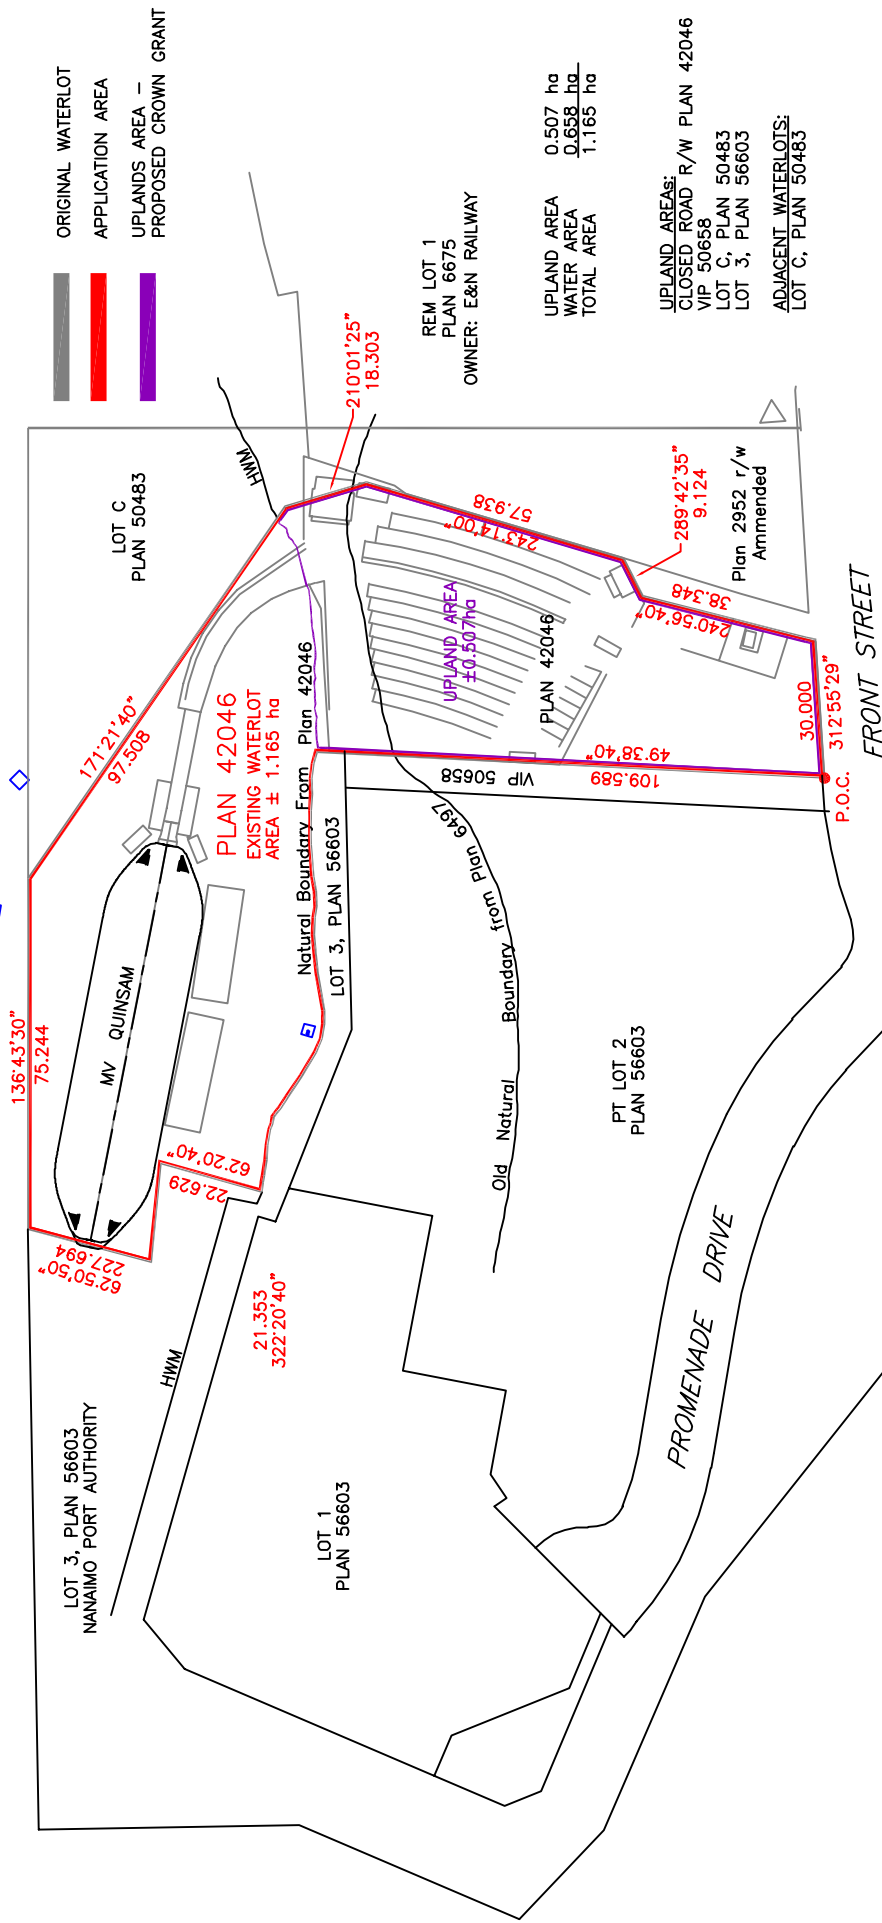 ORIGINAL WATERLOT
APPLICATION AREA
UPLANDS AREA –
PROPOSED CROWN GRANT
LOT C
PLAN 50483
HWM
210°01'25"
18.303
REM LOT 1
PLAN 6675
OWNER: E&N RAILWAY
UPLAND AREA 0.507 ha
WATER AREA 0.658 ha
TOTAL AREA 1.165 ha
UPLAND AREAs:
CLOSED ROAD R/W PLAN 42046
VIP 50658
LOT C, PLAN 50483
LOT 3, PLAN 56603
ADJACENT WATERLOTS:
LOT C, PLAN 50483
171°21'40"
97.508
136°43'30"
75.244
MV QUINSAM
PLAN 42046
EXISTING WATERLOT
AREA ± 1.165 ha
Natural Boundary From Plan 42046
LOT 3, PLAN 56603
62°20'40"
22.629
62°50'50"
227.694
57.938
243°14'00"
289°42'35"
9.124
38.348
240°56'40"
Plan 2952 r/w
Ammended
UPLAND AREA
±0.507ha
PLAN 42046
VIP 50658
49°38'40"
109.589
30.000
312°55'29"
P.O.C.
FRONT STREET
Old Natural Boundary from Plan 6497
PT LOT 2
PLAN 56603
PROMENADE DRIVE
LOT 3, PLAN 56603
NANAIMO PORT AUTHORITY
HWM
21.353
322°20'40"
LOT 1
PLAN 56603
E